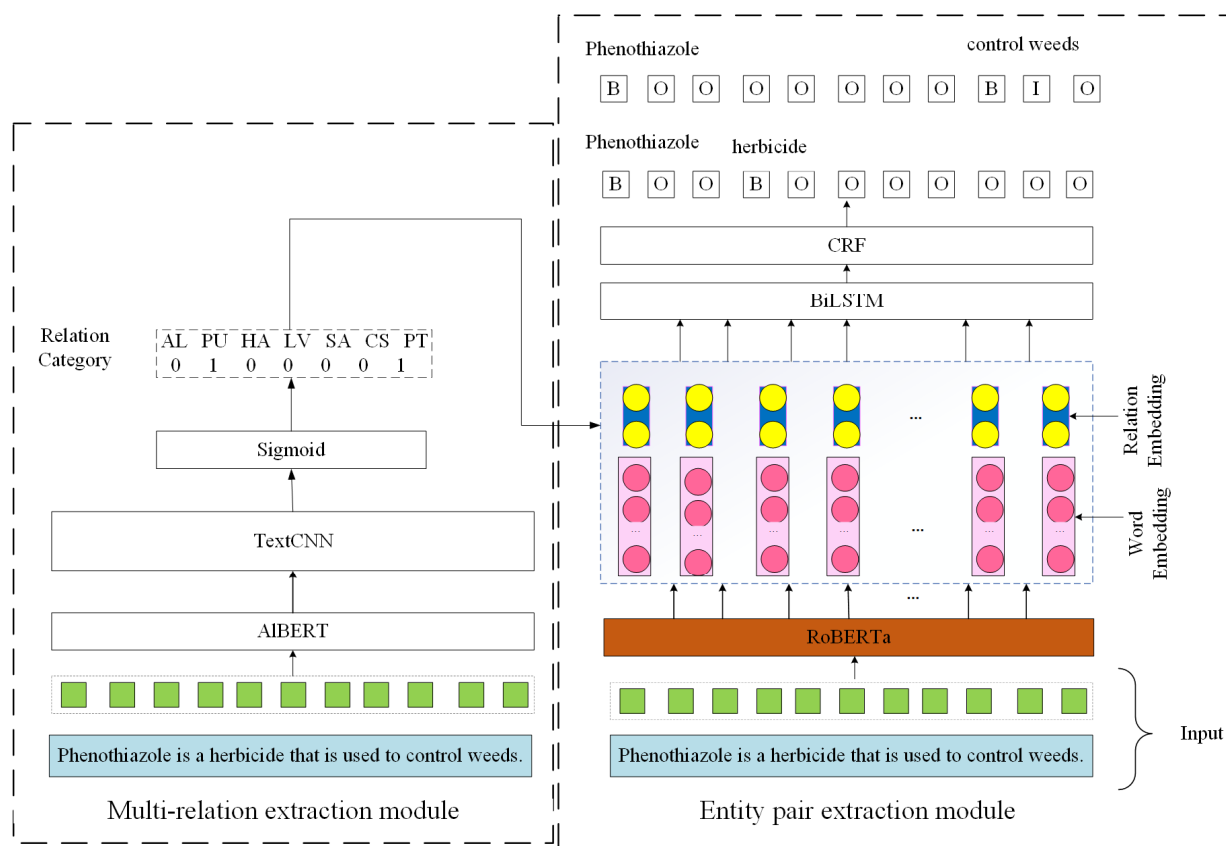 Phenothiazole control weeds
B O O O O O O O B I O
Phenothiazole herbicide
B O O B O O O O O O O
CRF
BiLSTM
Relation
Category
AL PU HA LV SA CS PT
0 1 0 0 0 0 1
...
Relation
Embedding
Sigmoid
... ... ... ... ... ...
...
Word
Embedding
TextCNN
...
AlBERT
RoBERTa
Input
Phenothiazole is a herbicide that is used to control weeds.
Phenothiazole is a herbicide that is used to control weeds.
Multi-relation extraction module
Entity pair extraction module